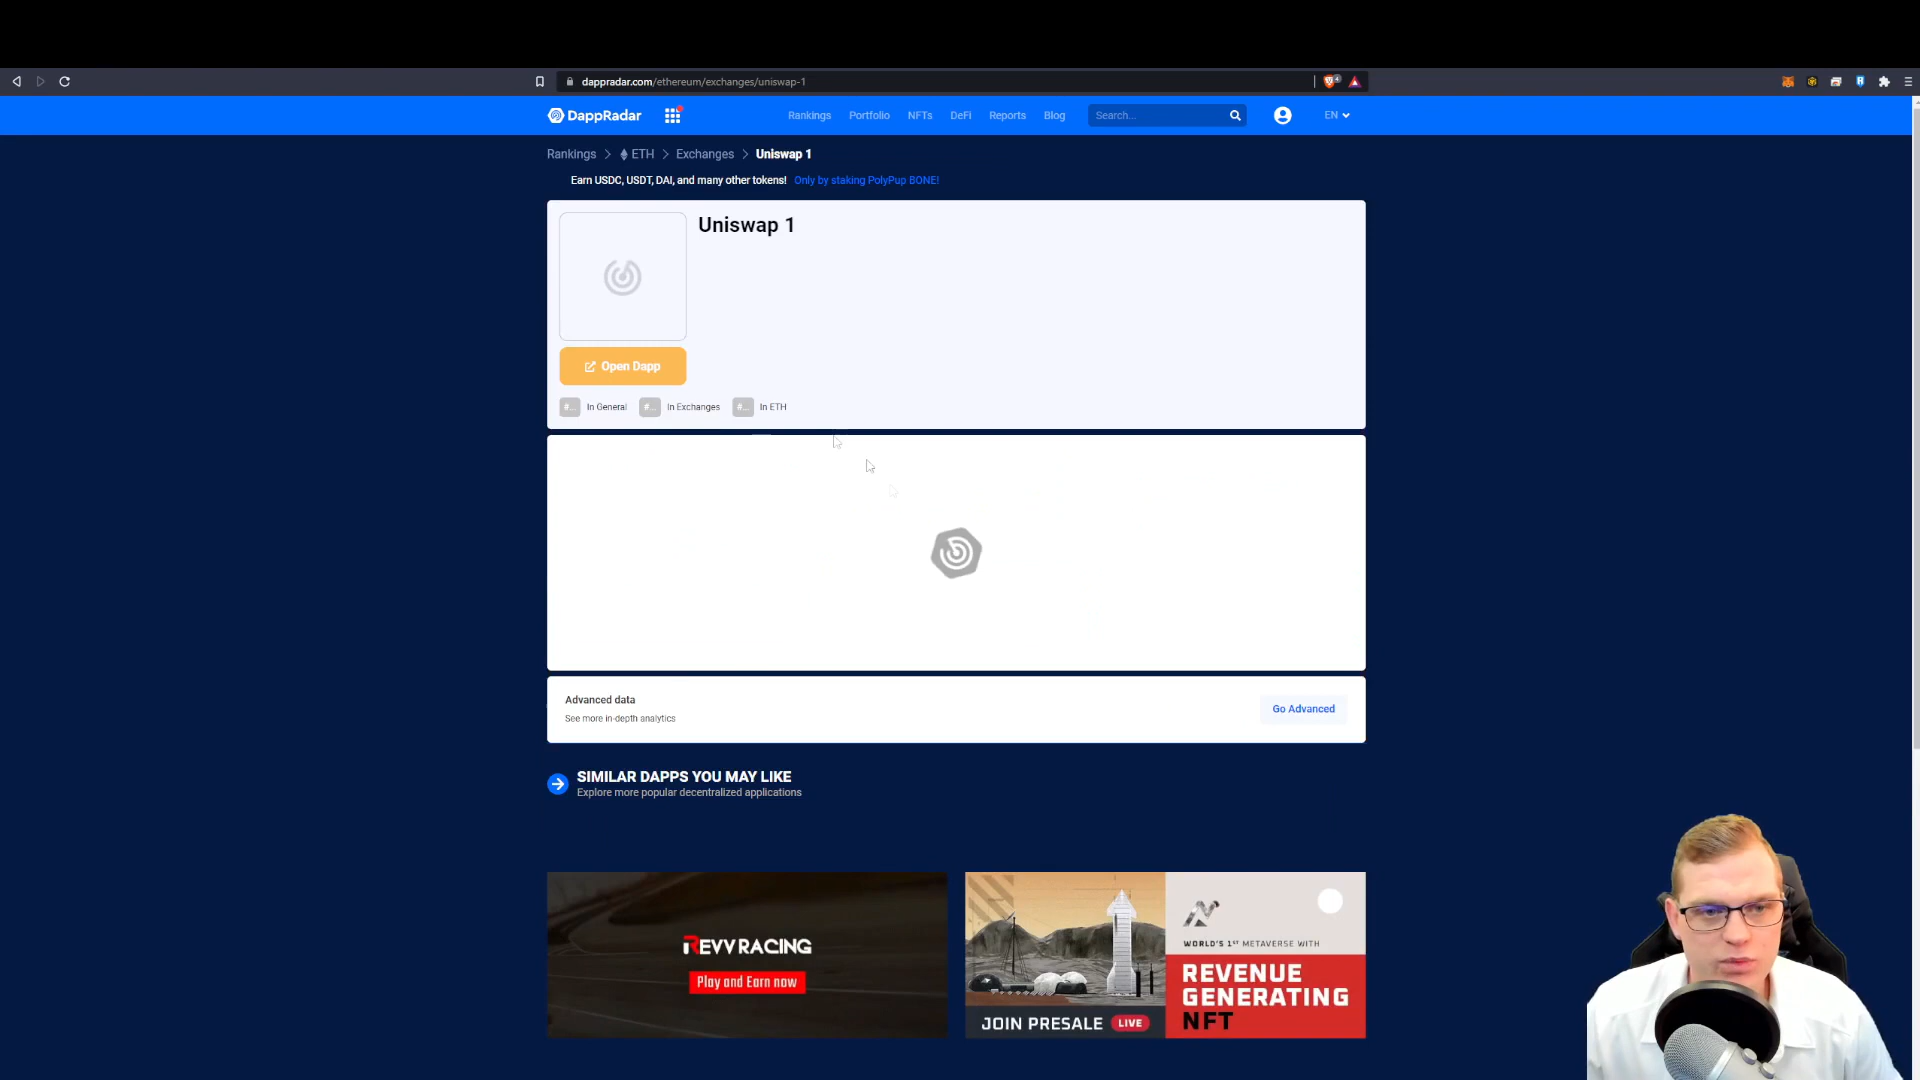 dappradar.com/ethereum/exchanges/uniswap-1
DappRadar
Rankings
Portfolio
NFTs
DeFi
Reports
Blog
Search...
EN
Rankings > ETH > Exchanges > Uniswap 1
Earn USDC, USDT, DAI, and many other tokens! Only by staking PolyPup BONE!
Uniswap 1
Open Dapp
#... In General
#... In Exchanges
#... In ETH
Advanced data
See more in-depth analytics
Go Advanced
SIMILAR DAPPS YOU MAY LIKE
Explore more popular decentralized applications
REVV RACING
Play and Earn now
JOIN PRESALE LIVE
WORLD'S 1ST METAVERSE WITH
REVENUE
GENERATING
NFT